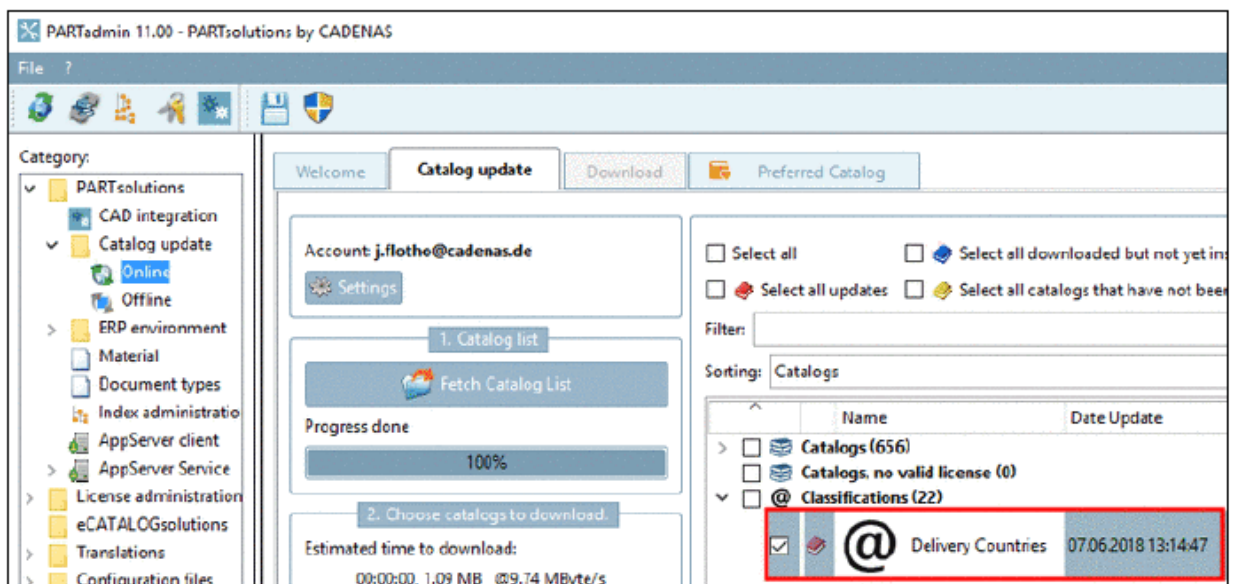 PARTadmin 11.00 - PARTsolutions by CADENAS
File ?
Category:
PARTsolutions
CAD integration
Catalog update
Online
Offline
ERP environment
Material
Document types
Index administratio
AppServer client
AppServer Service
License administration
eCATALOGsolutions
Translations
Configuration files
Welcome
Catalog update
Download
Preferred Catalog
Account: j.flotho@cadenas.de
Settings
1. Catalog list
Fetch Catalog List
Progress done
100%
2. Choose catalogs to download.
Estimated time to download:
00:00:00, 1.09 MB @9.74 MByte/s
Select all
Select all downloaded but not yet in
Select all updates
Select all catalogs that have not been
Filter:
Sorting: Catalogs
Name Date Update
Catalogs (656)
Catalogs, no valid license (0)
@ Classifications (22)
@ Delivery Countries 07.06.2018 13:14:47